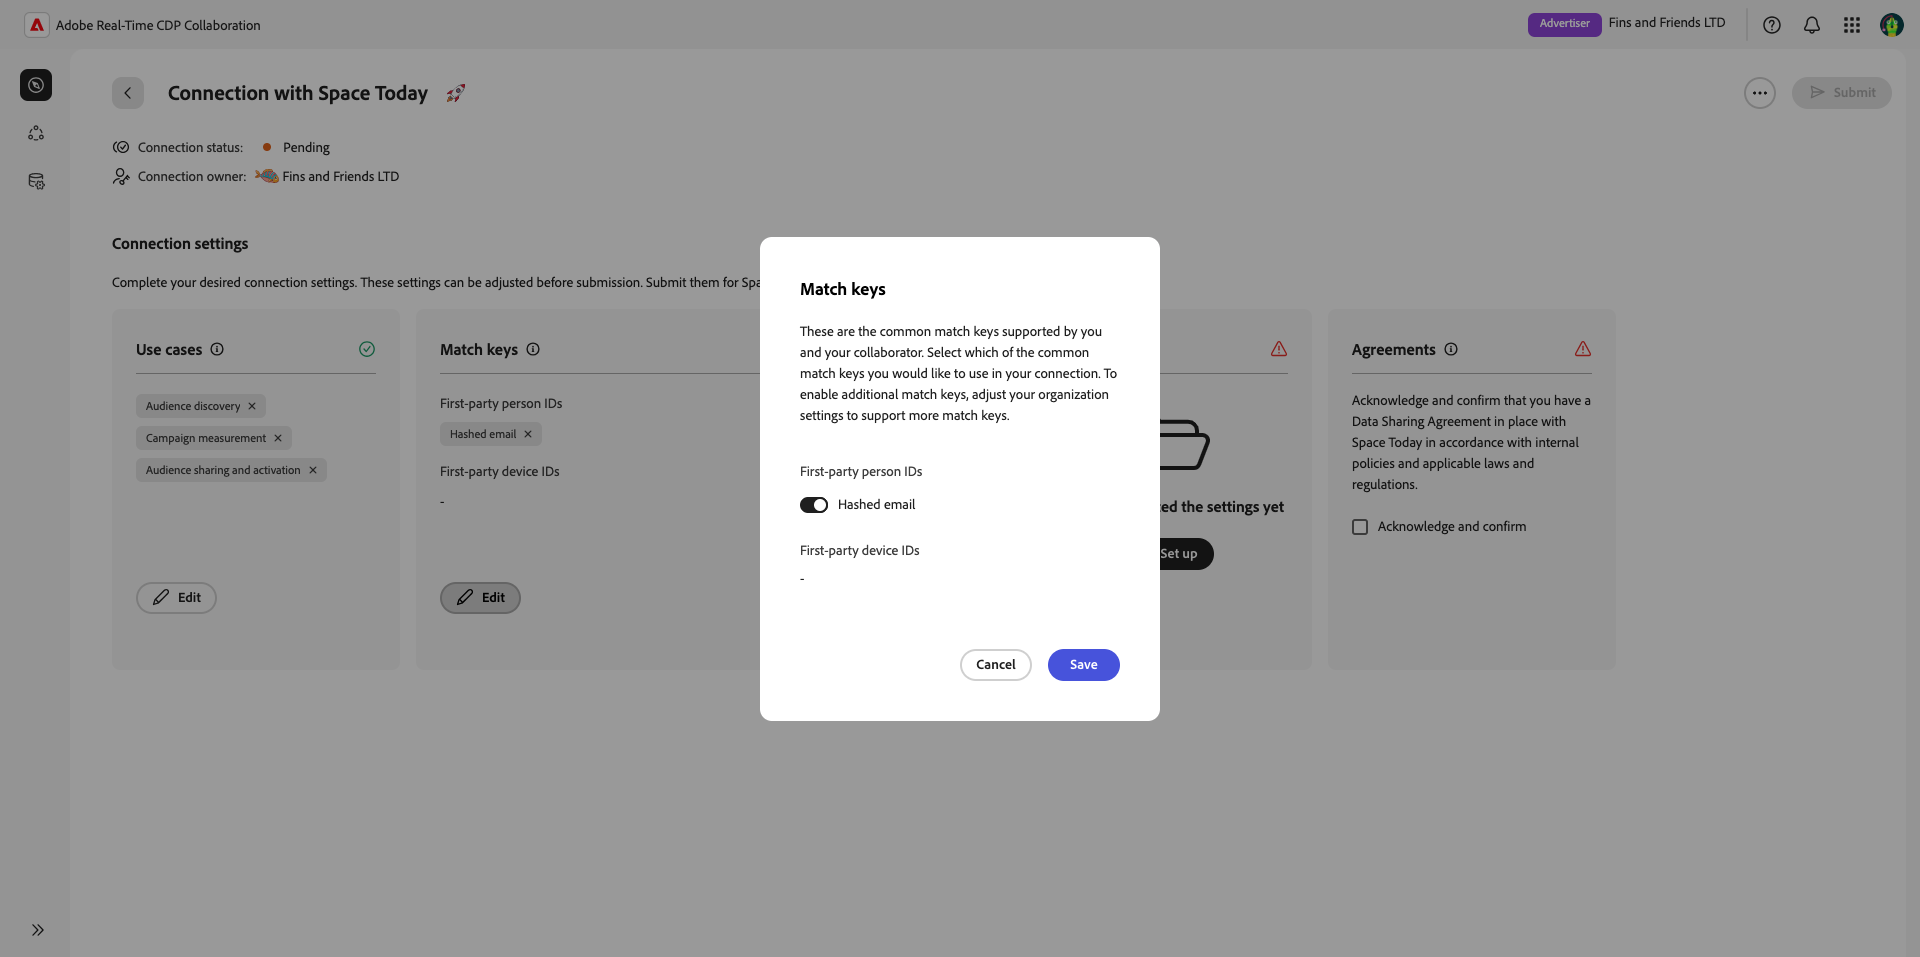 Adobe Real-Time CDP Collaboration
Advertiser
Fins and Friends LTD
Connection with Space Today
Submit
Connection status:
Pending
Connection owner:
Fins and Friends LTD
Connection settings
Complete your desired connection settings. These settings can be adjusted before submission. Submit them for
Use cases
Audience discovery
Campaign measurement
Audience sharing and activation
Edit
Match keys
First-party person IDs
Hashed email
First-party device IDs
-
Edit
Match keys
These are the common match keys supported by you
and your collaborator. Select which of the common
match keys you would like to use in your connection. To
enable additional match keys, adjust your organization
settings to support more match keys.
First-party person IDs
Hashed email
First-party device IDs
-
Cancel
Save
the settings yet
Set up
Agreements
Acknowledge and confirm that you have a
Data Sharing Agreement in place with
Space Today in accordance with internal
policies and applicable laws and
regulations.
Acknowledge and confirm